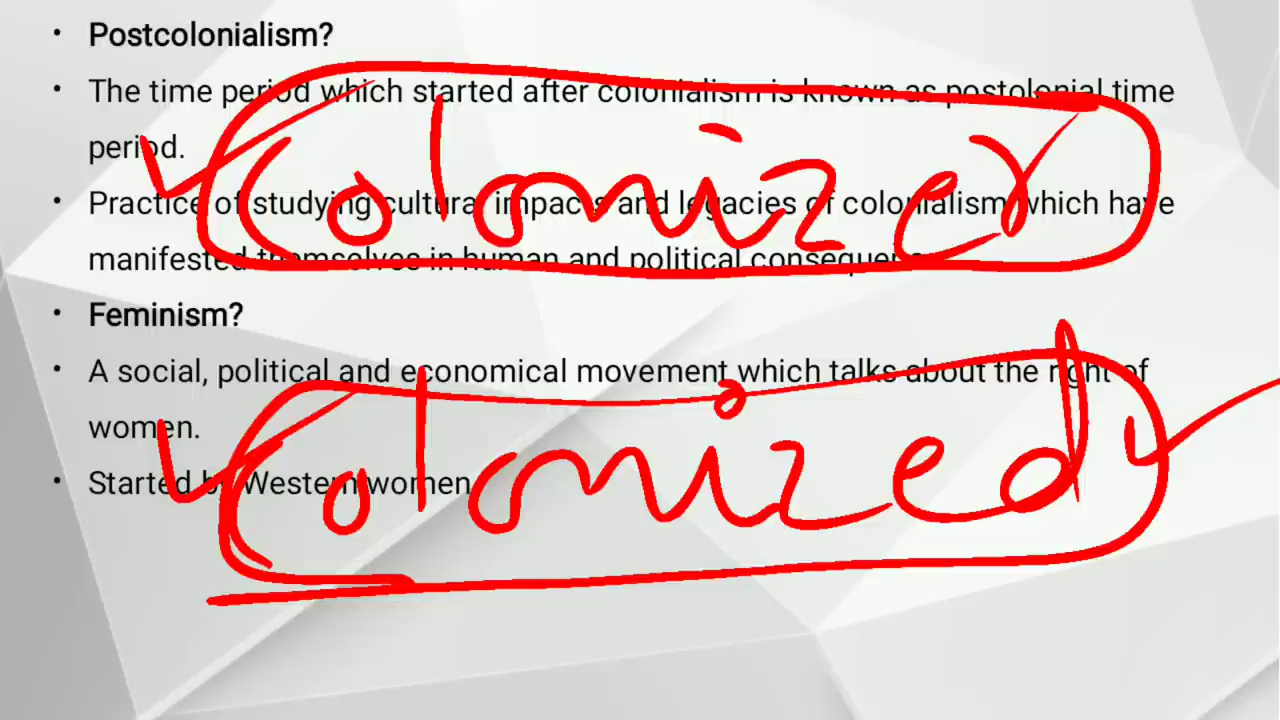 • Postcolonialism?
• The time period which started after colonialism is known as postolonial time
period.
Colonizer
• Practice of studying cultural impacts and legacies of colonialism which have
manifested themselves in human and political consequences
• Feminism?
• A social, political and economical movement which talks about the right of
women.
Colonized
• Started by Western women